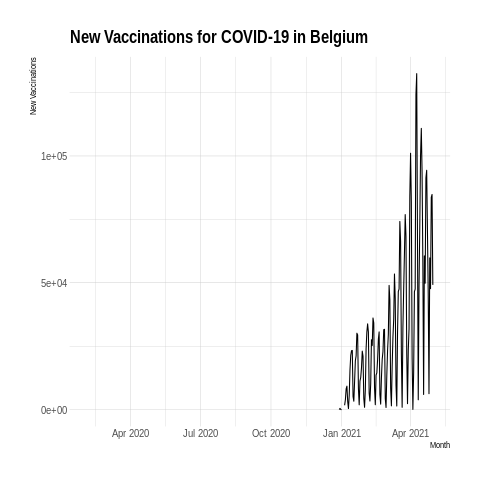 New Vaccinations for COVID-19 in Belgium
New Vaccinations
1e+05
5e+04
0e+00
Apr 2020 Jul 2020 Oct 2020 Jan 2021 Apr 2021
Month